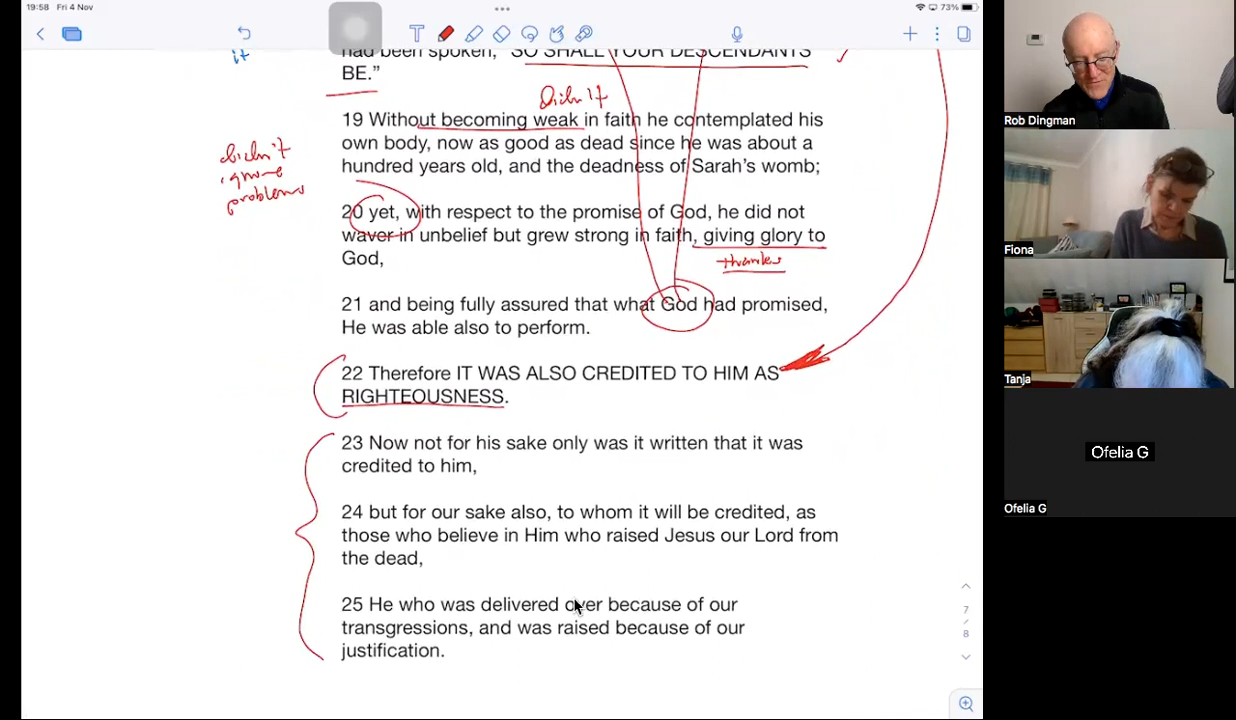 19:58 Fri 4 Nov
73%
it
had been spoken, "SO SHALL YOUR DESCENDANTS
BE."
Didn't
19 Without becoming weak in faith he contemplated his
own body, now as good as dead since he was about a
hundred years old, and the deadness of Sarah's womb;
didn't
ignore
problems
20 yet, with respect to the promise of God, he did not
waver in unbelief but grew strong in faith, giving glory to
God,
thanks
21 and being fully assured that what God had promised,
He was able also to perform.
22 Therefore IT WAS ALSO CREDITED TO HIM AS
RIGHTEOUSNESS.
23 Now not for his sake only was it written that it was
credited to him,
24 but for our sake also, to whom it will be credited, as
those who believe in Him who raised Jesus our Lord from
the dead,
25 He who was delivered over because of our
transgressions, and was raised because of our
justification.
7
/
8
Rob Dingman
Fiona
Tanja
Ofelia G
Ofelia G